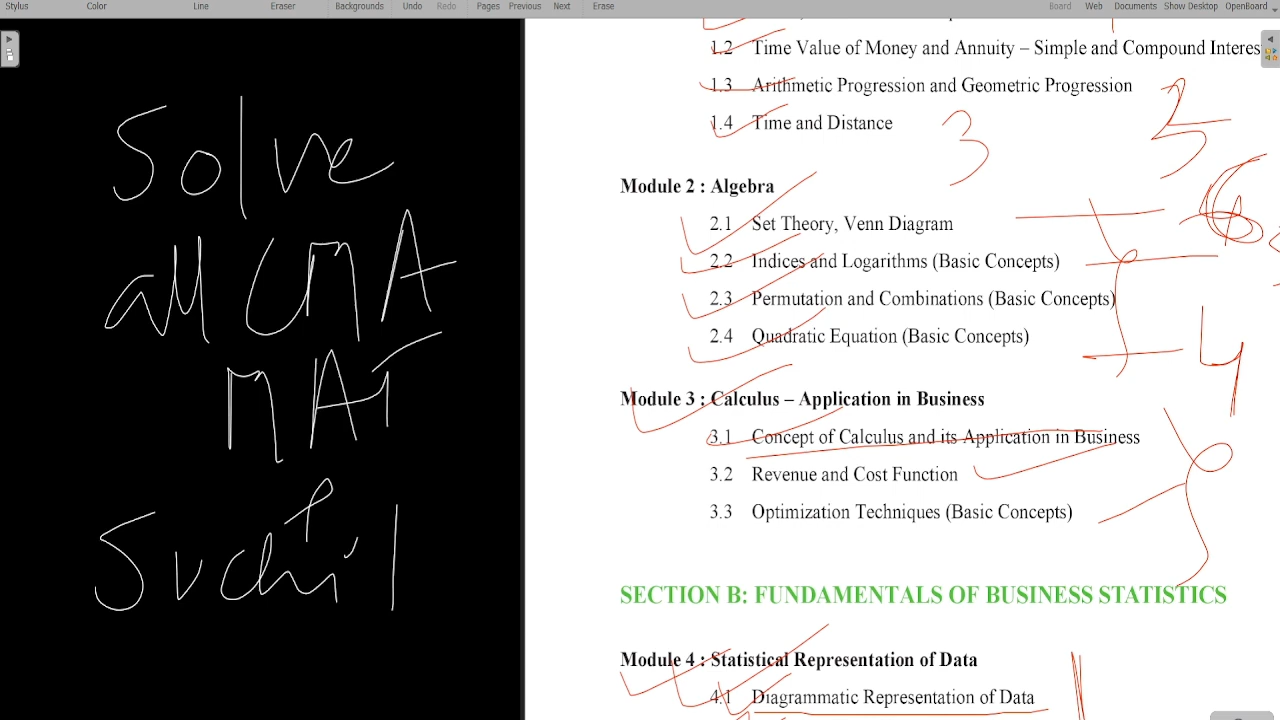 Stylus Color Line Eraser Backgrounds Undo Redo Pages Previous Next Erase Board Web Documents Show Desktop OpenBoard
Solve
all CMA
MAT
1.2 Time Value of Money and Annuity – Simple and Compound Interes
1.3 Arithmetic Progression and Geometric Progression
1.4 Time and Distance
3
Module 2 : Algebra
2.1 Set Theory, Venn Diagram
2.2 Indices and Logarithms (Basic Concepts)
2.3 Permutation and Combinations (Basic Concepts)
2.4 Quadratic Equation (Basic Concepts)
4
Module 3 : Calculus – Application in Business
3.1 Concept of Calculus and its Application in Business
3.2 Revenue and Cost Function
3.3 Optimization Techniques (Basic Concepts)
SECTION B: FUNDAMENTALS OF BUSINESS STATISTICS
Module 4 : Statistical Representation of Data
4.1 Diagrammatic Representation of Data